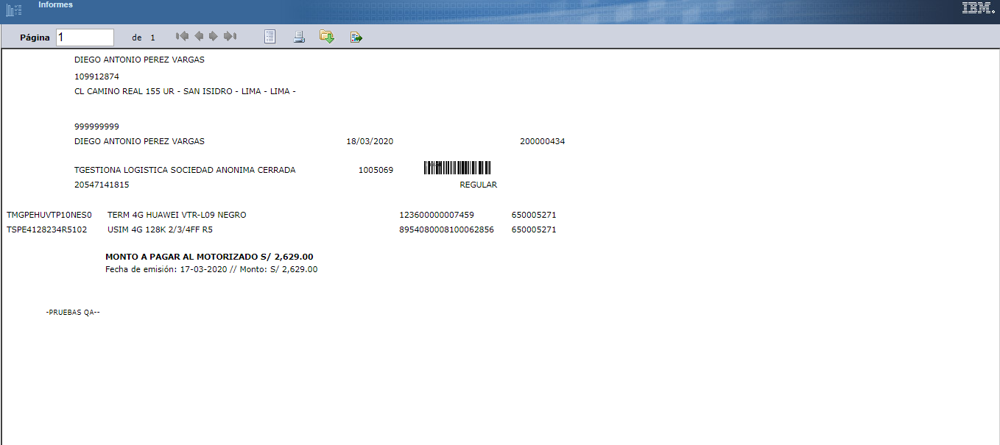 Informes
IBM.
Página 1 de 1
DIEGO ANTONIO PEREZ VARGAS
109912874
CL CAMINO REAL 155 UR - SAN ISIDRO - LIMA - LIMA -
999999999
DIEGO ANTONIO PEREZ VARGAS 18/03/2020 200000434
TGESTIONA LOGISTICA SOCIEDAD ANONIMA CERRADA 1005069
20547141815 REGULAR
TMGPEHUVTP10NES0 TERM 4G HUAWEI VTR-L09 NEGRO 123600000007459 650005271
TSPE4128234R5102 USIM 4G 128K 2/3/4FF R5 8954080008100062856 650005271
MONTO A PAGAR AL MOTORIZADO S/ 2,629.00
Fecha de emisión: 17-03-2020 // Monto: S/ 2,629.00
-PRUEBAS QA--